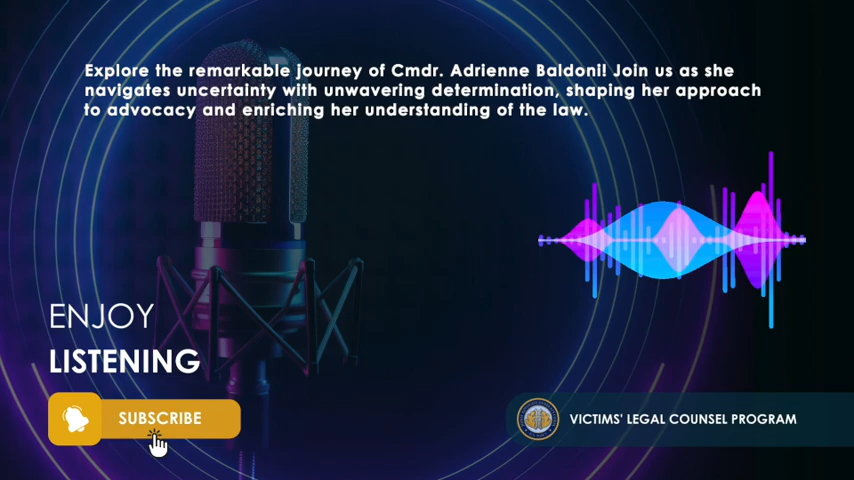 Explore the remarkable journey of Cmdr. Adrienne Baldoni! Join us as she
navigates uncertainty with unwavering determination, shaping her approach
to advocacy and enriching her understanding of the law.
ENJOY
LISTENING
SUBSCRIBE
VICTIMS' LEGAL COUNSEL PROGRAM